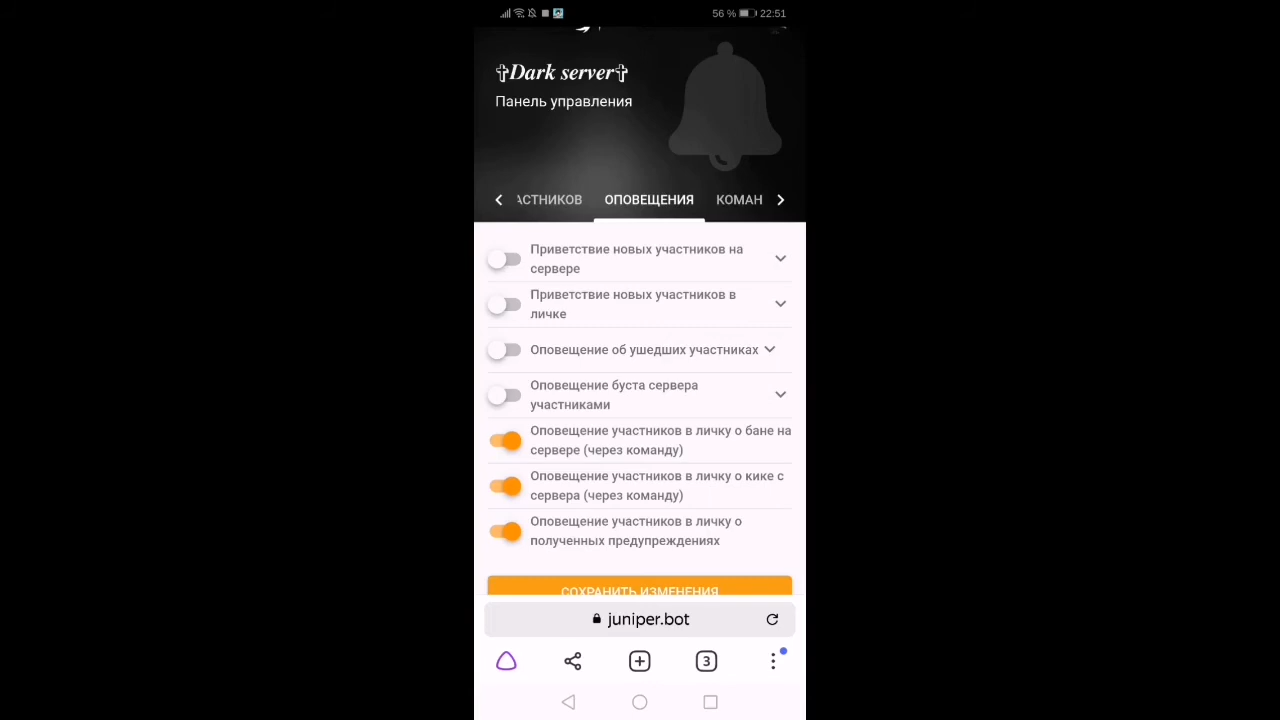 56 % 22:51
✞Dark server✞
Панель управления
АСТНИКОВ ОПОВЕЩЕНИЯ КОМАН
Приветствие новых участников на
сервере
Приветствие новых участников в
личке
Оповещение об ушедших участниках
Оповещение буста сервера
участниками
Оповещение участников в личку о бане на
сервере (через команду)
Оповещение участников в личку о кике с
сервера (через команду)
Оповещение участников в личку о
полученных предупреждениях
СОХРАНИТЬ ИЗМЕНЕНИЯ
juniper.bot
3